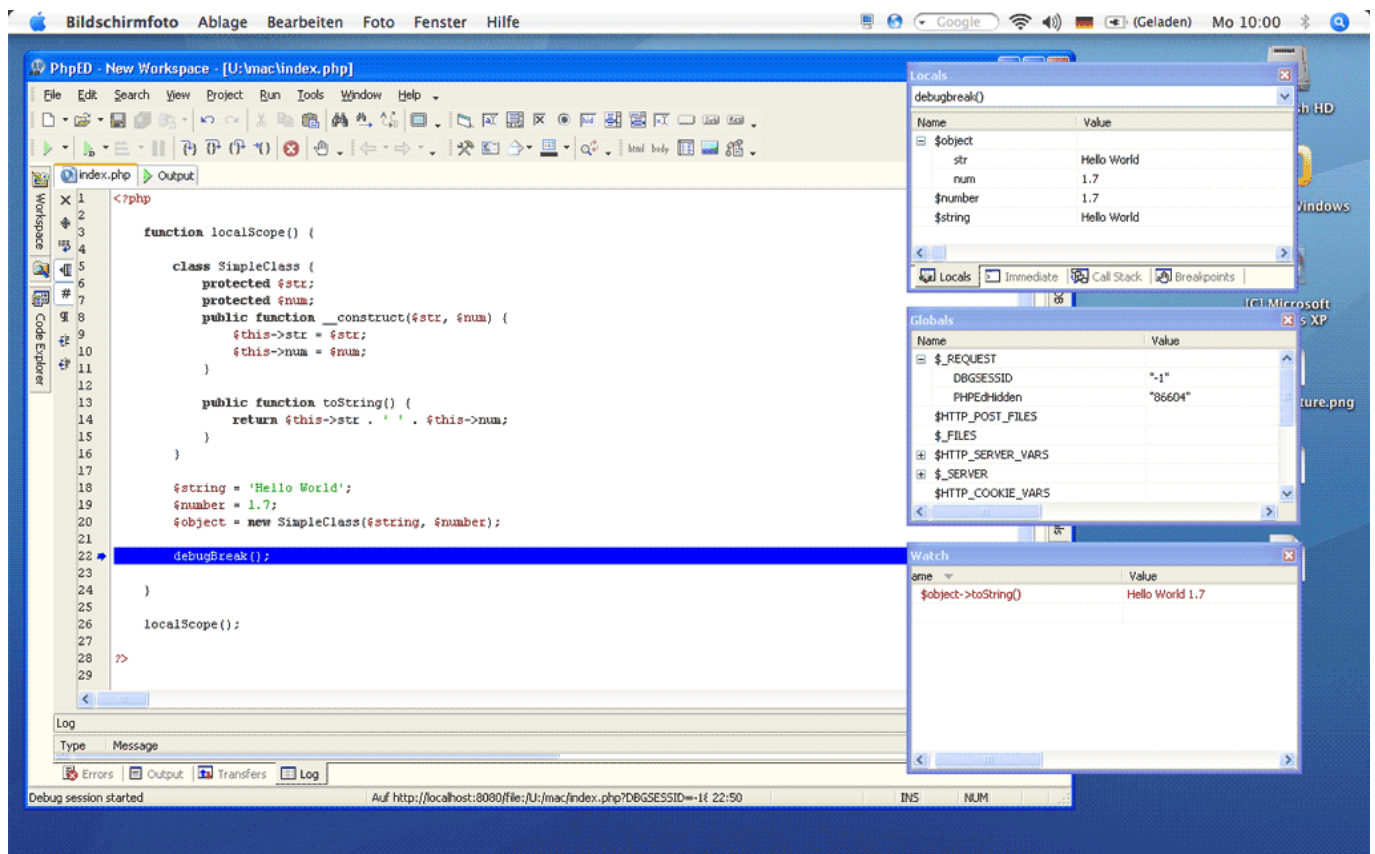 Bildschirmfoto Ablage Bearbeiten Foto Fenster Hilfe Google (Geladen) Mo 10:00
PhpED - New Workspace - [U:\mac\index.php]
File Edit Search View Project Run Tools Window Help
html body
index.php Output
Workspace
Code Explorer
1 <?php
2
3 function localScope() {
4
5 class SimpleClass {
6 protected $str;
7 protected $num;
8 public function __construct($str, $num) {
9 $this->str = $str;
10 $this->num = $num;
11 }
12
13 public function toString() {
14 return $this->str . ' ' . $this->num;
15 }
16 }
17
18 $string = 'Hello World';
19 $number = 1.7;
20 $object = new SimpleClass($string, $number);
21
22 debugBreak();
23
24 }
25
26 localScope();
27
28 ?>
29
Log
Type Message
Errors Output Transfers Log
Debug session started Auf http://localhost:8080/file:/U:/mac/index.php?DBGSESSID=-1{ 22:50 INS NUM
Locals
debugbreak()
Name Value
$object
str Hello World
num 1.7
$number 1.7
$string Hello World
Locals Immediate Call Stack Breakpoints
Globals
Name Value
$_REQUEST
DBGSESSID "-1"
PHPEdHidden "86604"
$HTTP_POST_FILES
$_FILES
$HTTP_SERVER_VARS
$_SERVER
$HTTP_COOKIE_VARS
Watch
ame Value
$object->toString() Hello World 1.7
HD
Windows
[C] Microsoft
s XP
ture.png